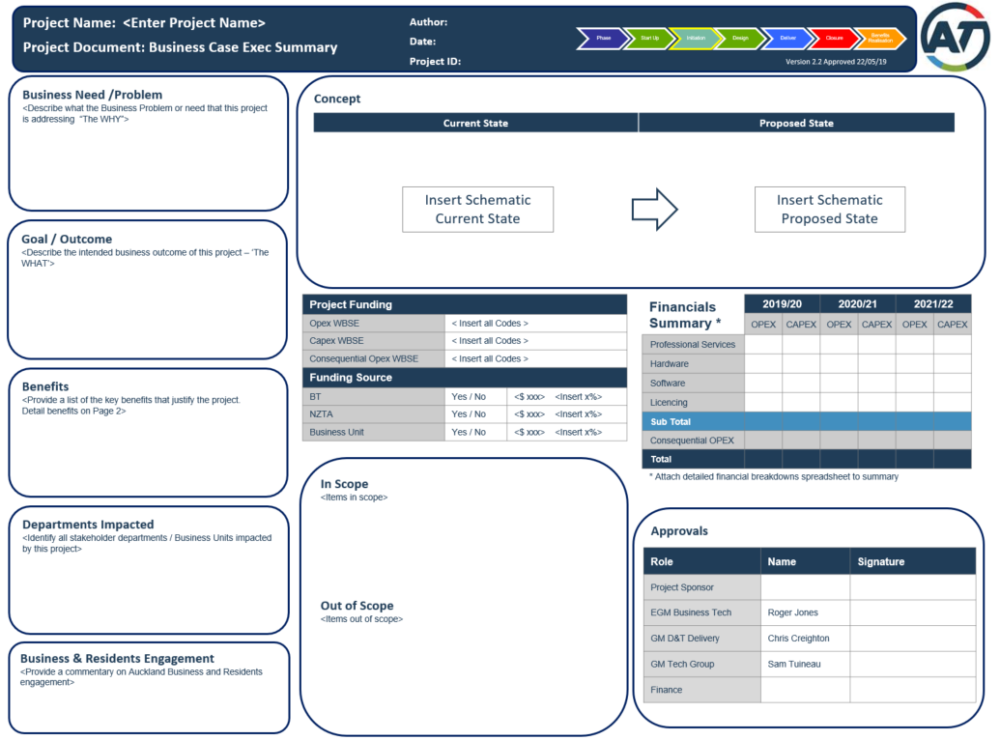 Project Name: <Enter Project Name>
Project Document: Business Case Exec Summary
Author:
Date:
Project ID:
Phase
Start Up
Initiation
Design
Deliver
Closure
Benefits
Realisation
Version 2.2 Approved 22/05/19
AT
Business Need /Problem
<Describe what the Business Problem or need that this project
is addressing "The WHY">
Goal / Outcome
<Describe the intended business outcome of this project – 'The
WHAT'>
Benefits
<Provide a list of the key benefits that justify the project.
Detail benefits on Page 2>
Departments Impacted
<Identify all stakeholder departments / Business Units impacted
by this project>
Business & Residents Engagement
<Provide a commentary on Auckland Business and Residents
engagement>
Concept
Current State Proposed State
Insert Schematic
Current State
Insert Schematic
Proposed State
Project Funding
Opex WBSE < Insert all Codes >
Capex WBSE < Insert all Codes >
Consequential Opex WBSE < Insert all Codes >
Funding Source
BT Yes / No <$ xxx> <Insert x%>
NZTA Yes / No <$ xxx> <Insert x%>
Business Unit Yes / No <$ xxx> <Insert x%>
In Scope
<Items in scope>
Out of Scope
<Items out of scope>
Financials
Summary *
2019/20 2020/21 2021/22
OPEX CAPEX OPEX CAPEX OPEX CAPEX
Professional Services
Hardware
Software
Licencing
Sub Total
Consequential OPEX
Total
* Attach detailed financial breakdowns spreadsheet to summary
Approvals
Role Name Signature
Project Sponsor
EGM Business Tech Roger Jones
GM D&T Delivery Chris Creighton
GM Tech Group Sam Tuineau
Finance